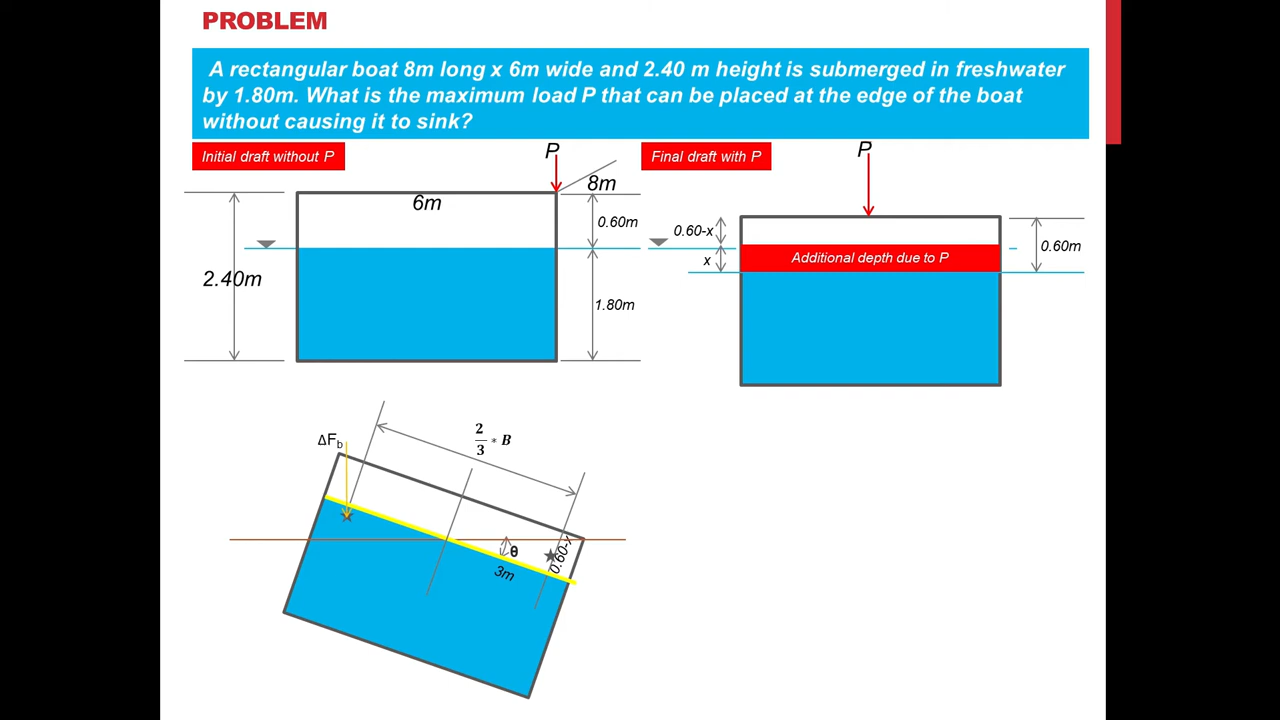 PROBLEM
A rectangular boat 8m long x 6m wide and 2.40 m height is submerged in freshwater
by 1.80m. What is the maximum load P that can be placed at the edge of the boat
without causing it to sink?
Initial draft without P
P
8m
6m
0.60m
2.40m
1.80m
Final draft with P
P
0.60-x
x
Additional depth due to P
0.60m
ΔFb
2/3 * B
θ
3m
0.60-x